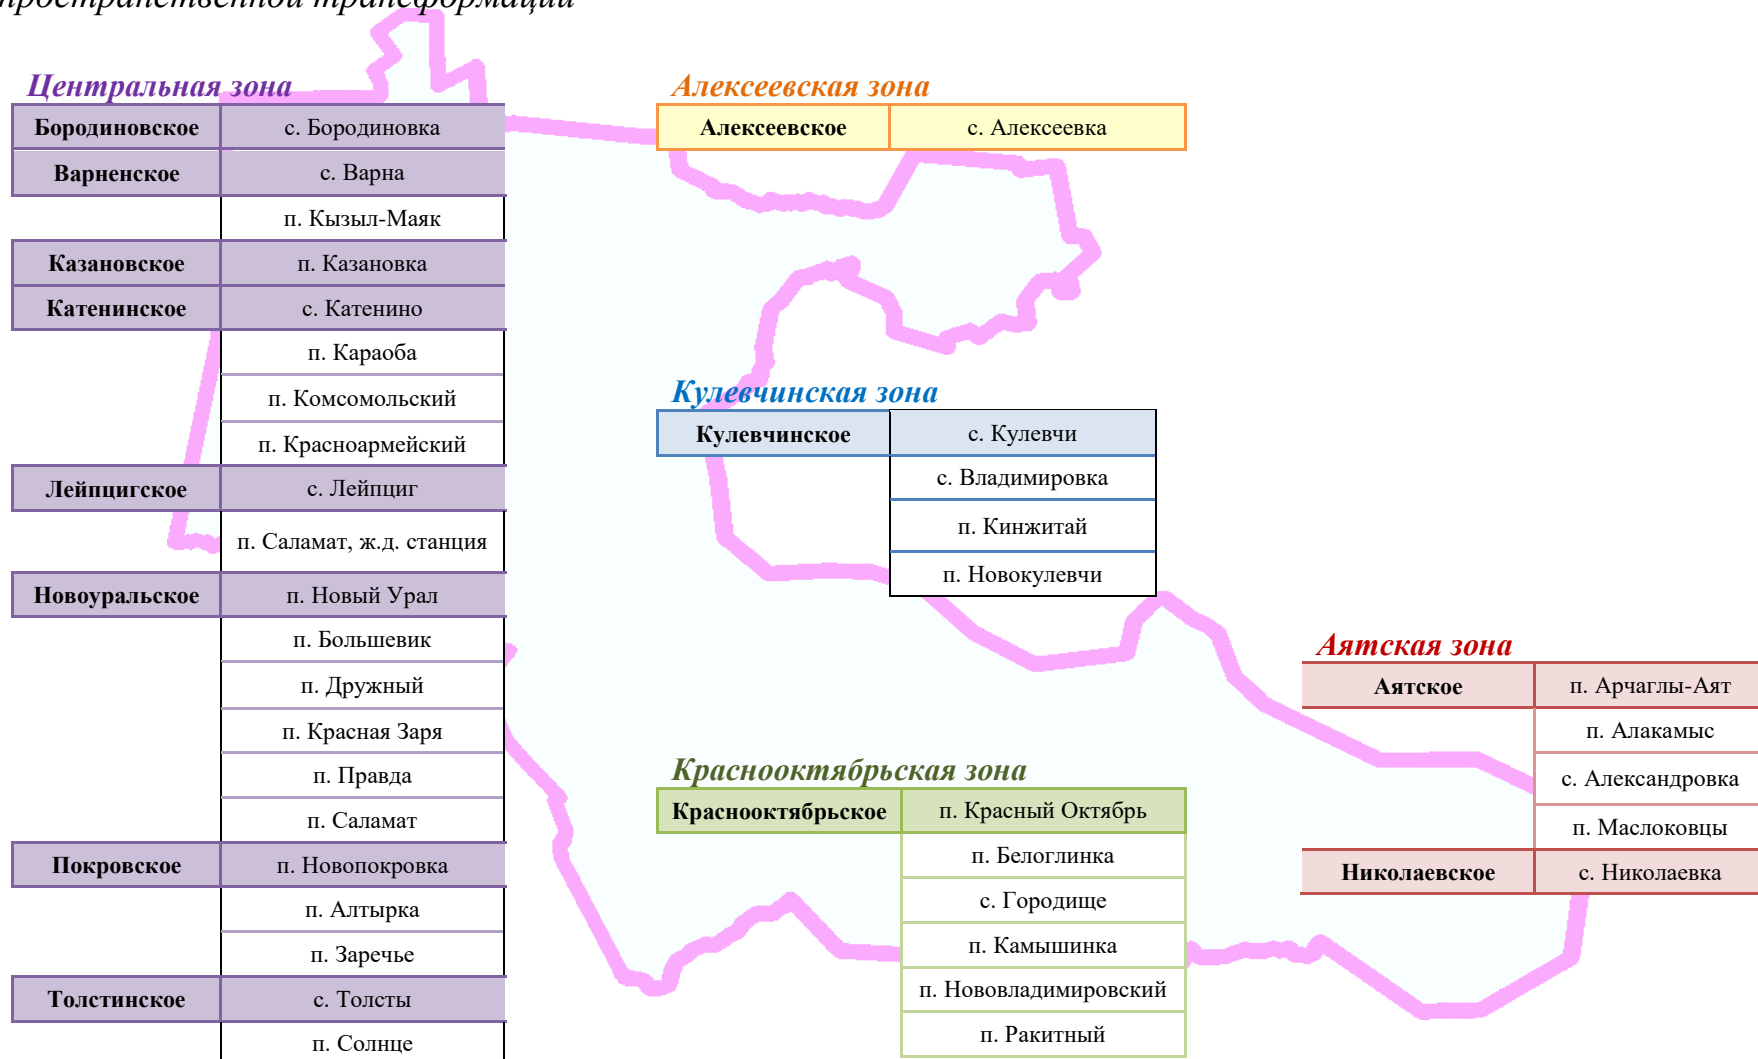 пространственной трансформации
Центральная зона
Бородиновское с. Бородиновка
Варненское с. Варна
п. Кызыл-Маяк
Казановское п. Казановка
Катенинское с. Катенино
п. Караоба
п. Комсомольский
п. Красноармейский
Лейпцигское с. Лейпциг
п. Саламат, ж.д. станция
Новоуральское п. Новый Урал
п. Большевик
п. Дружный
п. Красная Заря
п. Правда
п. Саламат
Покровское п. Новопокровка
п. Алтырка
п. Заречье
Толстинское с. Толсты
п. Солнце
Алексеевская зона
Алексеевское с. Алексеевка
Кулевчинская зона
Кулевчинское с. Кулевчи
с. Владимировка
п. Кинжитай
п. Новокулевчи
Краснооктябрьская зона
Краснооктябрьское п. Красный Октябрь
п. Белоглинка
с. Городище
п. Камышинка
п. Нововладимировский
п. Ракитный
Аятская зона
Аятское п. Арчаглы-Аят
п. Алакамыс
с. Александровка
п. Маслоковцы
Николаевское с. Николаевка